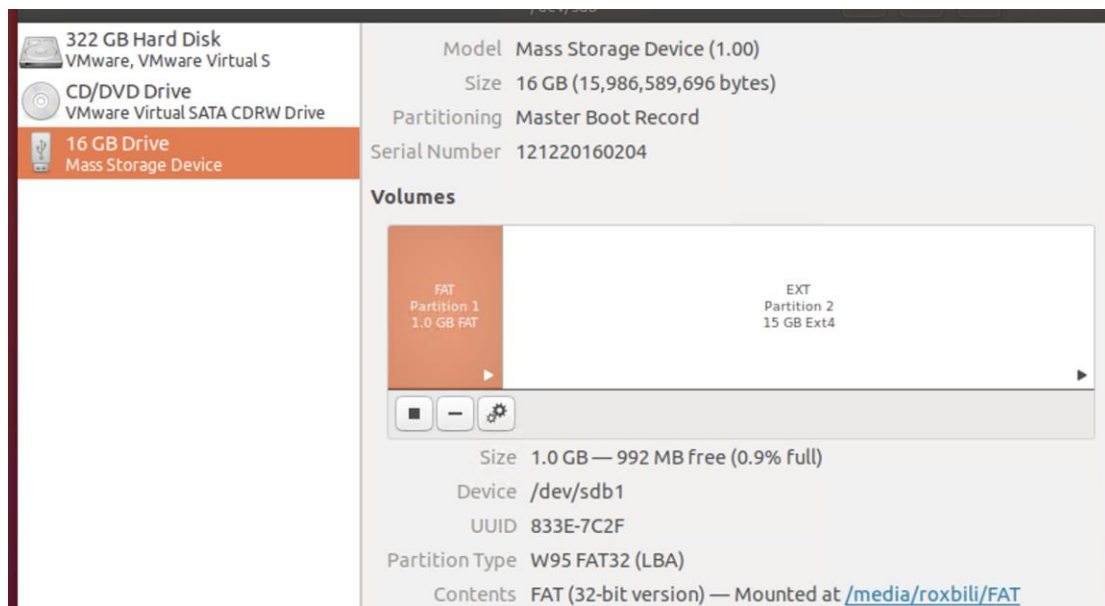 322 GB Hard Disk
VMware, VMware Virtual S
CD/DVD Drive
VMware Virtual SATA CDRW Drive
16 GB Drive
Mass Storage Device
Model Mass Storage Device (1.00)
Size 16 GB (15,986,589,696 bytes)
Partitioning Master Boot Record
Serial Number 121220160204
Volumes
FAT
Partition 1
1.0 GB FAT
EXT
Partition 2
15 GB Ext4
Size 1.0 GB — 992 MB free (0.9% full)
Device /dev/sdb1
UUID 833E-7C2F
Partition Type W95 FAT32 (LBA)
Contents FAT (32-bit version) — Mounted at /media/roxbili/FAT